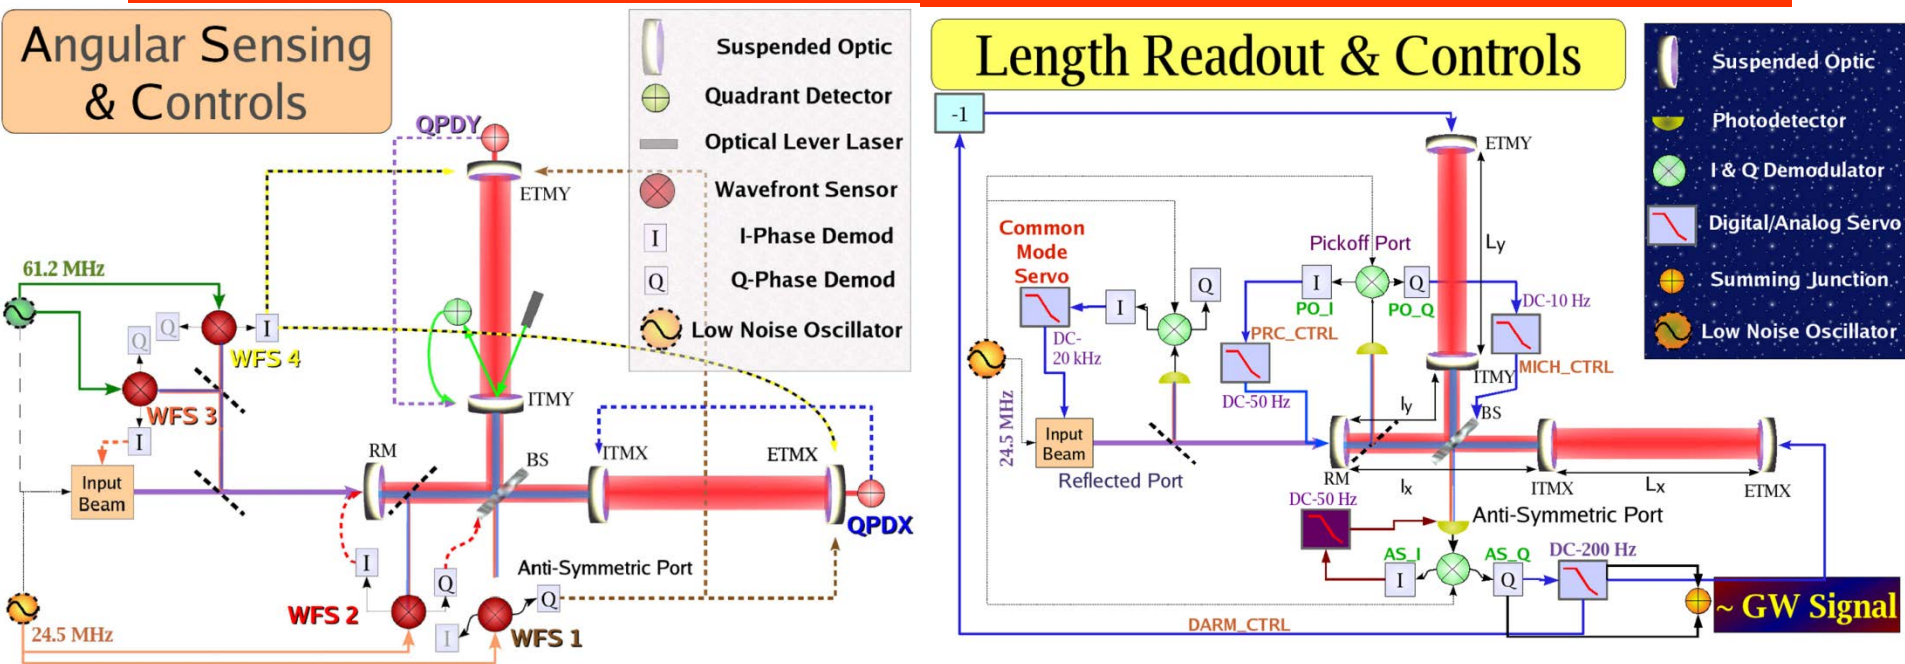 Angular Sensing
& Controls
Suspended Optic
Quadrant Detector
Optical Lever Laser
Wavefront Sensor
I
I-Phase Demod
Q
Q-Phase Demod
Low Noise Oscillator
QPDY
ETMY
61.2 MHz
Q
Q
I
WFS 4
WFS 3
I
ITMY
RM
BS
ITMX
ETMX
Input
Beam
QPDX
I
Q
Anti-Symmetric Port
Q
WFS 2
I
WFS 1
24.5 MHz
Length Readout & Controls
Suspended Optic
Photodetector
I & Q Demodulator
Digital/Analog Servo
Summing Junction
Low Noise Oscillator
-1
ETMY
Common
Mode
Servo
Pickoff Port
Ly
Q
I
I
Q
PO_I
PO_Q
DC-10 Hz
DC-
20 kHz
PRC_CTRL
MICH_CTRL
ITMY
DC-50 Hz
ly
BS
24.5 MHz
Input
Beam
Reflected Port
RM
lx
ITMX
Lx
ETMX
DC-50 Hz
Anti-Symmetric Port
AS_I
AS_Q
DC-200 Hz
I
Q
~ GW Signal
DARM_CTRL